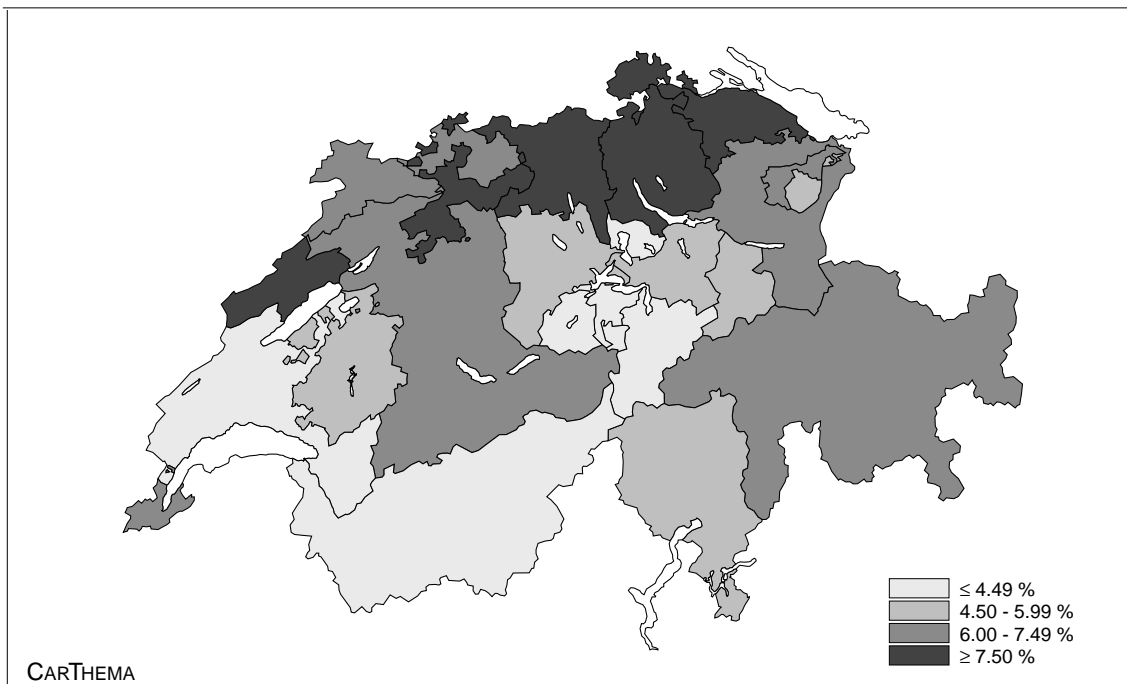 ≤ 4.49 %
4.50 - 5.99 %
6.00 - 7.49 %
≥ 7.50 %
CARTHEMA